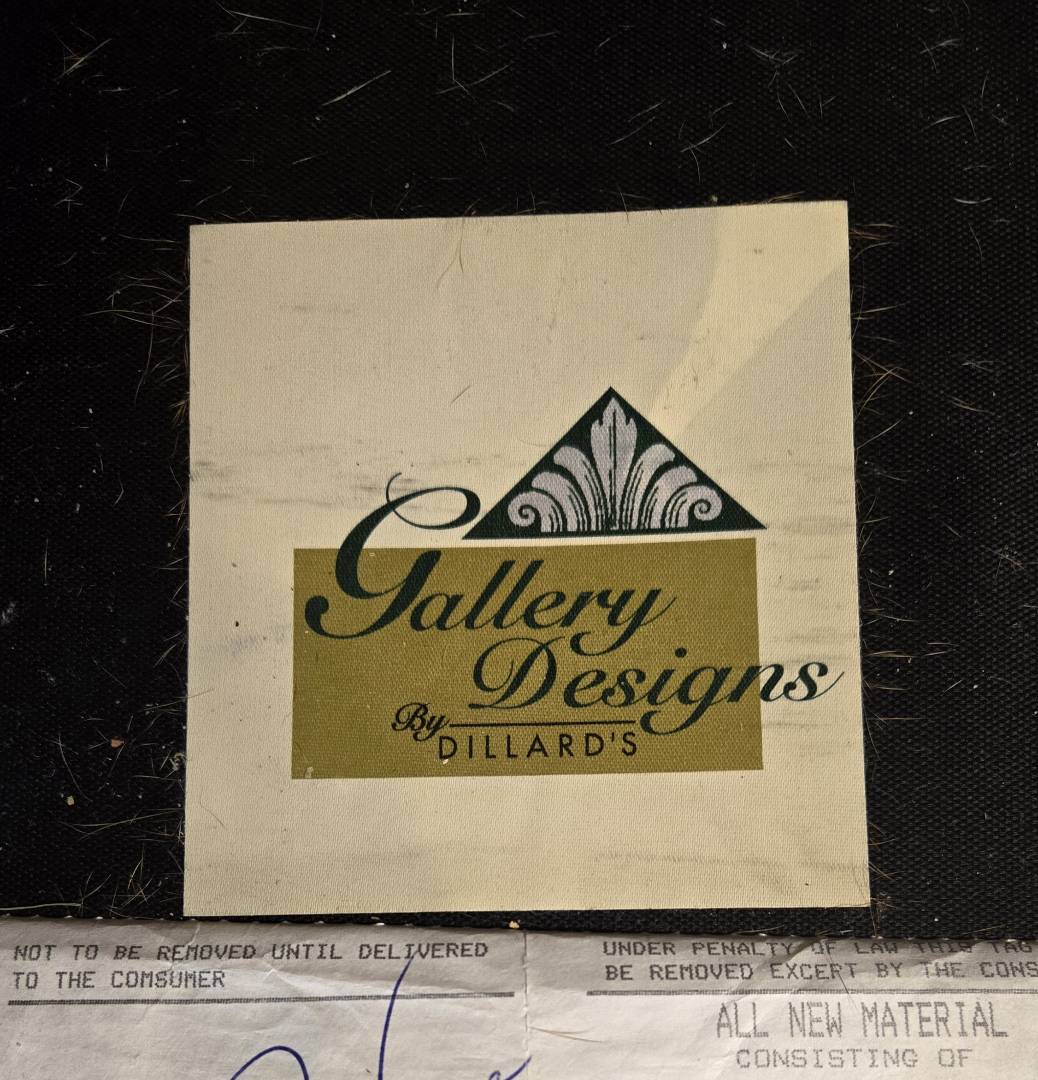 Gallery
Designs
By
DILLARD'S
NOT TO BE REMOVED UNTIL DELIVERED
TO THE COMSUMER
UNDER PENALTY OF LAW THIS TAG
BE REMOVED EXCERT BY THE CONS
ALL NEW MATERIAL
CONSISTING OF